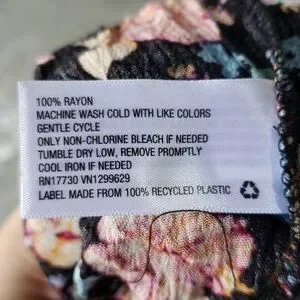 100% RAYON
MACHINE WASH COLD WITH LIKE COLORS
GENTLE CYCLE
ONLY NON-CHLORINE BLEACH IF NEEDED
TUMBLE DRY LOW, REMOVE PROMPTLY
COOL IRON IF NEEDED
RN17730 VN1299629
LABEL MADE FROM 100% RECYCLED PLASTIC